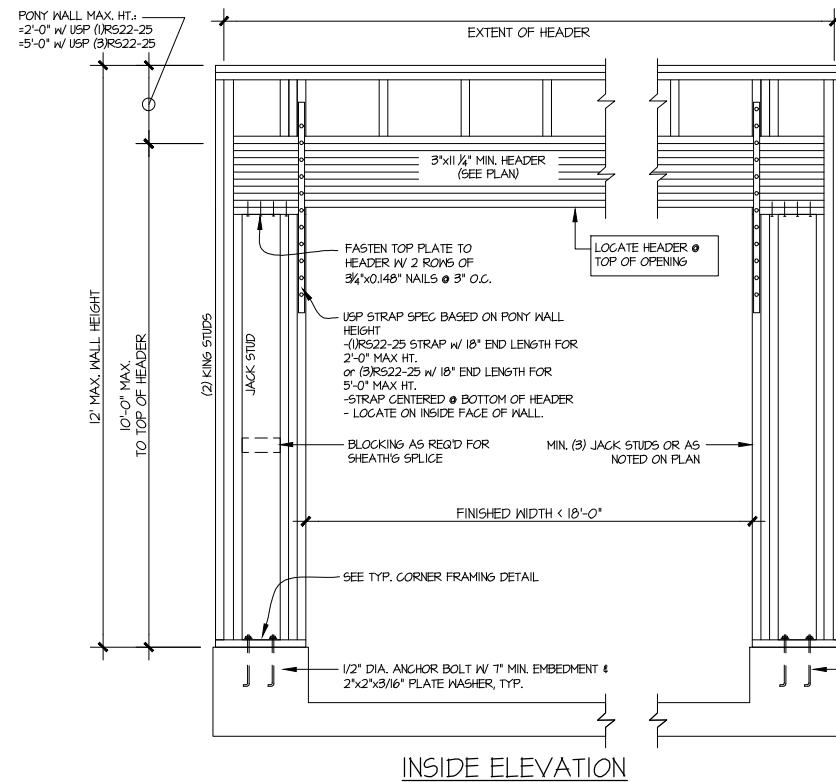 PONY WALL MAX. HT.:
=2'-0" W/ USP (1)RS22-25
=5'-0" W/ USP (3)RS22-25
EXTENT OF HEADER
3"x11 1/4" MIN. HEADER
(SEE PLAN)
FASTEN TOP PLATE TO
HEADER W/ 2 ROWS OF
3 1/4"x0.148" NAILS @ 3" O.C.
LOCATE HEADER @
TOP OF OPENING
12' MAX. WALL HEIGHT
10'-0" MAX.
TO TOP OF HEADER
(2) KING STUDS
JACK STUD
USP STRAP SPEC BASED ON PONY WALL
HEIGHT
-(1)RS22-25 STRAP W/ 18" END LENGTH FOR
2'-0" MAX HT.
or (3)RS22-25 W/ 18" END LENGTH FOR
5'-0" MAX HT.
-STRAP CENTERED @ BOTTOM OF HEADER
- LOCATE ON INSIDE FACE OF WALL.
BLOCKING AS REQ'D FOR
SHEATH'G SPLICE
MIN. (3) JACK STUDS OR AS
NOTED ON PLAN
FINISHED WIDTH < 18'-0"
SEE TYP. CORNER FRAMING DETAIL
1/2" DIA. ANCHOR BOLT W/ 7" MIN. EMBEDMENT &
2"x2"x3/16" PLATE WASHER, TYP.
INSIDE ELEVATION